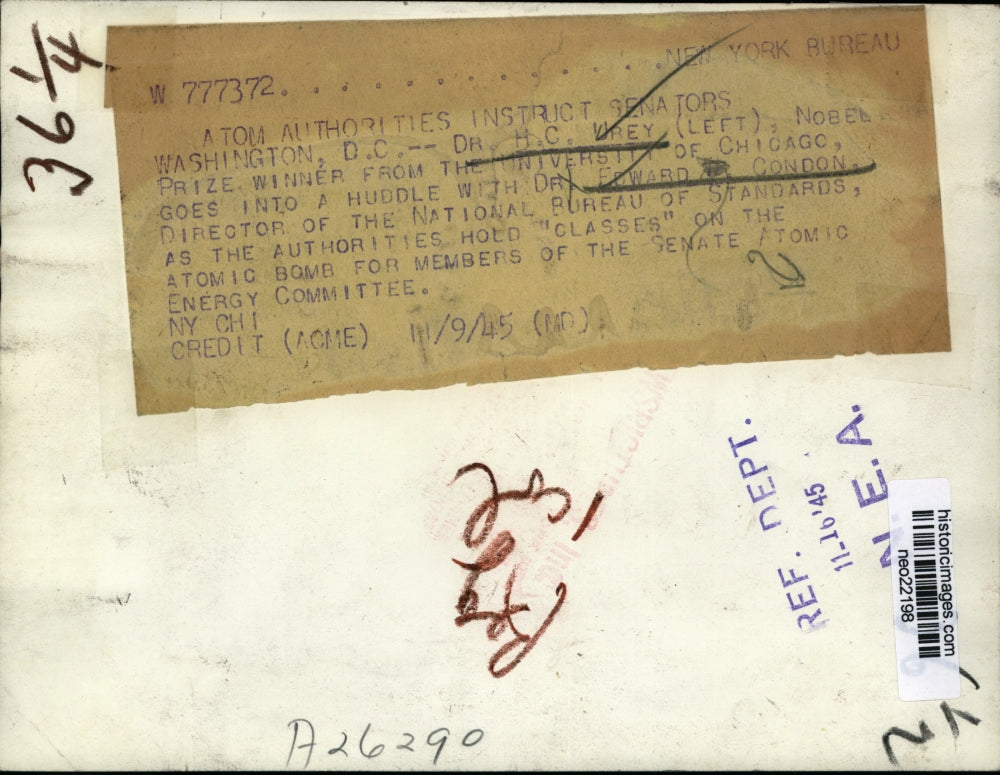 36 1/4
W 777372. . . . . . . . . . . . . .NEW YORK BUREAU
ATOM AUTHORITIES INSTRUCT SENATORS
WASHINGTON, D.C.-- DR. H.C. UREY (LEFT), NOBEL
PRIZE WINNER FROM THE UNIVERSITY OF CHICAGO,
GOES INTO A HUDDLE WITH DR. EDWARD CONDON,
DIRECTOR OF THE NATIONAL BUREAU OF STANDARDS,
AS THE AUTHORITIES HOLD "CLASSES" ON THE
ATOMIC BOMB FOR MEMBERS OF THE SENATE ATOMIC
ENERGY COMMITTEE.
NY CHI
CREDIT (ACME) 11/9/45 (MD)
REF. DEPT.
11-16'45
N.E.A.
historicimages.com
neo22198
A26290